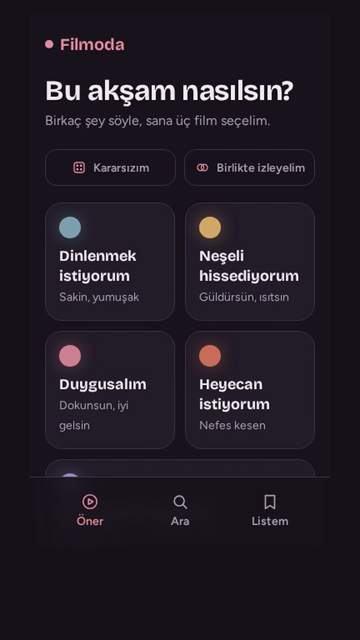 Filmoda
Bu akşam nasılsın?
Birkaç şey söyle, sana üç film seçelim.
Kararsızım
Birlikte izleyelim
Dinlenmek
istiyorum
Sakin, yumuşak
Neşeli
hissediyorum
Güldürsün, ısıtsın
Duygusalım
Dokunsun, iyi
gelsin
Heyecan
istiyorum
Nefes kesen
Öner
Ara
Listem